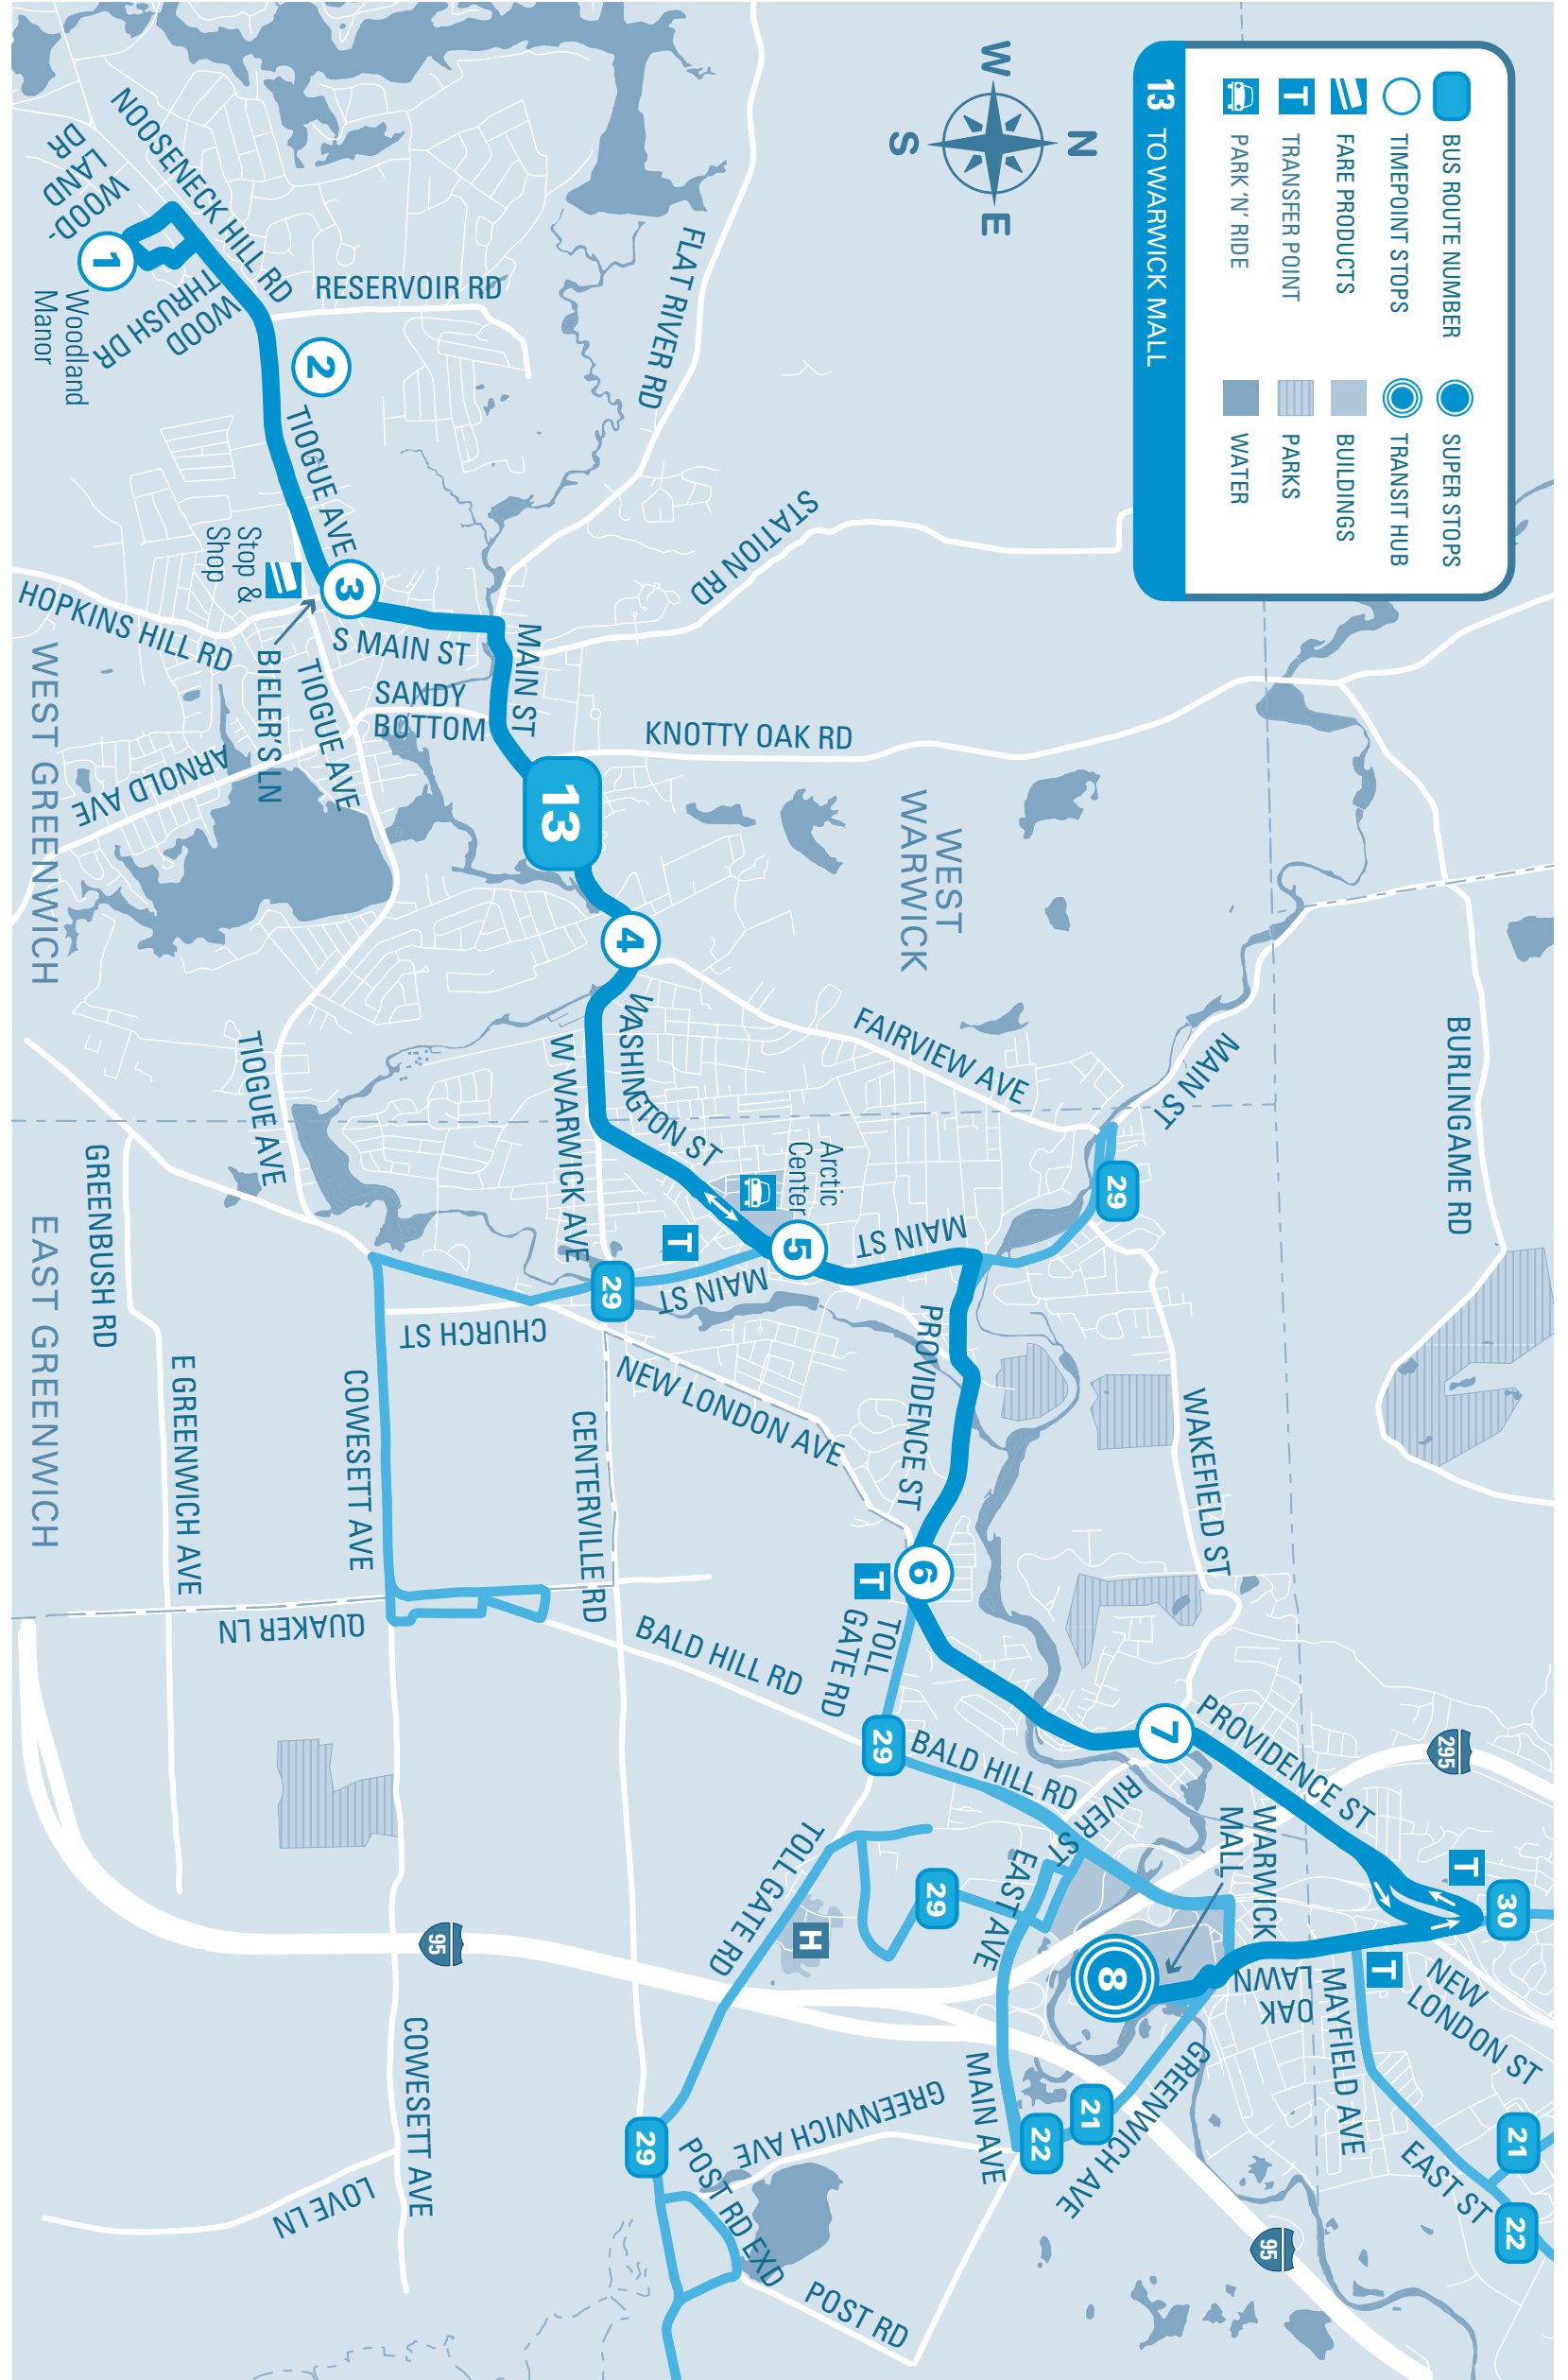 13 TO WARWICK MALL
BUS ROUTE NUMBER
TIMEPOINT STOPS
FARE PRODUCTS
T
TRANSFER POINT
PARK 'N' RIDE
SUPER STOPS
TRANSIT HUB
BUILDINGS
PARKS
WATER
N
W
E
S
BURLINGAME RD
295
30
T
NEW
LONDON ST
21
22
EAST ST
T
MAYFIELD AVE
OAK
LAWN
PROVIDENCE ST
WARWICK
MALL
8
7
RIVER ST
GREENWICH AVE
21
22
95
MAIN ST
29
WAKEFIELD ST
FAIRVIEW AVE
WEST
WARWICK
MAIN ST
PROVIDENCE ST
6
T
TOLL
GATE RD
29
BALD HILL RD
EAST AVE
29
MAIN AVE
GREENWICH AVE
H
TOLL GATE RD
POST RD EXD
POST RD
29
FLAT RIVER RD
STATION RD
KNOTTY OAK RD
Arctic
Center
5
T
MAIN ST
29
NEW LONDON AVE
WASHINGTON ST
W WARWICK AVE
4
13
MAIN ST
CENTERVILLE RD
BALD HILL RD
CHURCH ST
COWESETT AVE
QUAKER LN
95
COWESETT AVE
LOVE LN
RESERVOIR RD
2
TIOGUE AVE
3
S MAIN ST
SANDY
BOTTOM
TIOGUE AVE
BIELER'S LN
Stop &
Shop
HOPKINS HILL RD
ARNOLD AVE
TIOGUE AVE
NOOSENECK HILL RD
WOOD-
LAND
DR
WOOD
THRUSH DR
1
Woodland
Manor
GREENBUSH RD
E GREENWICH AVE
WEST GREENWICH
EAST GREENWICH